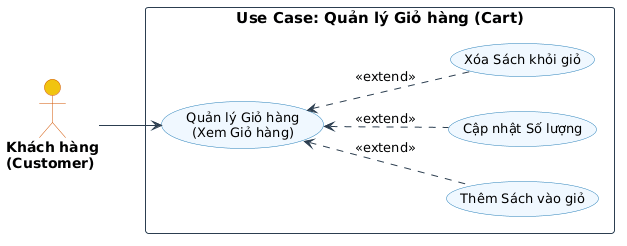 Use Case: Quản lý Giỏ hàng (Cart)
Xóa Sách khỏi giỏ
«extend»
Quản lý Giỏ hàng
(Xem Giỏ hàng)
«extend»
Cập nhật Số lượng
Khách hàng
(Customer)
«extend»
Thêm Sách vào giỏ